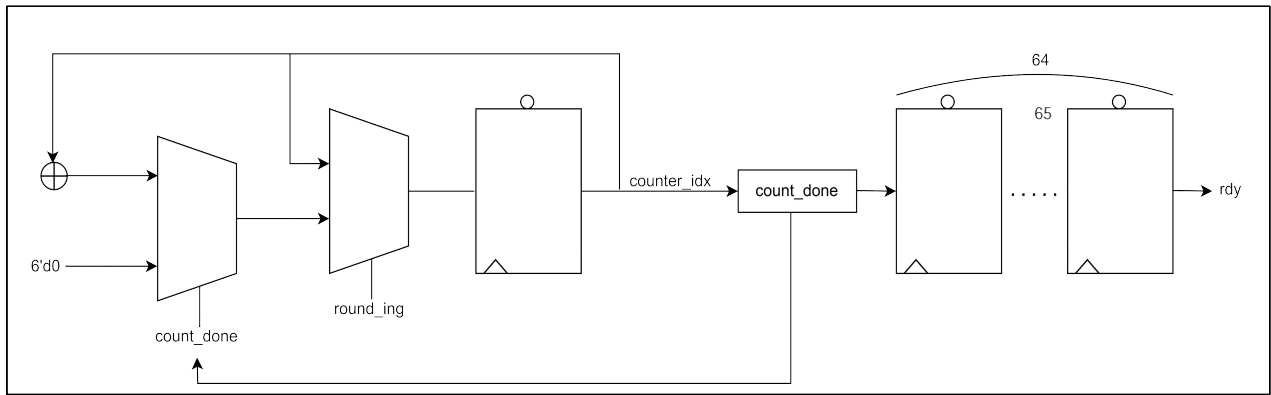 64
65
counter_idx
count_done
rdy
6'd0
round_ing
count_done